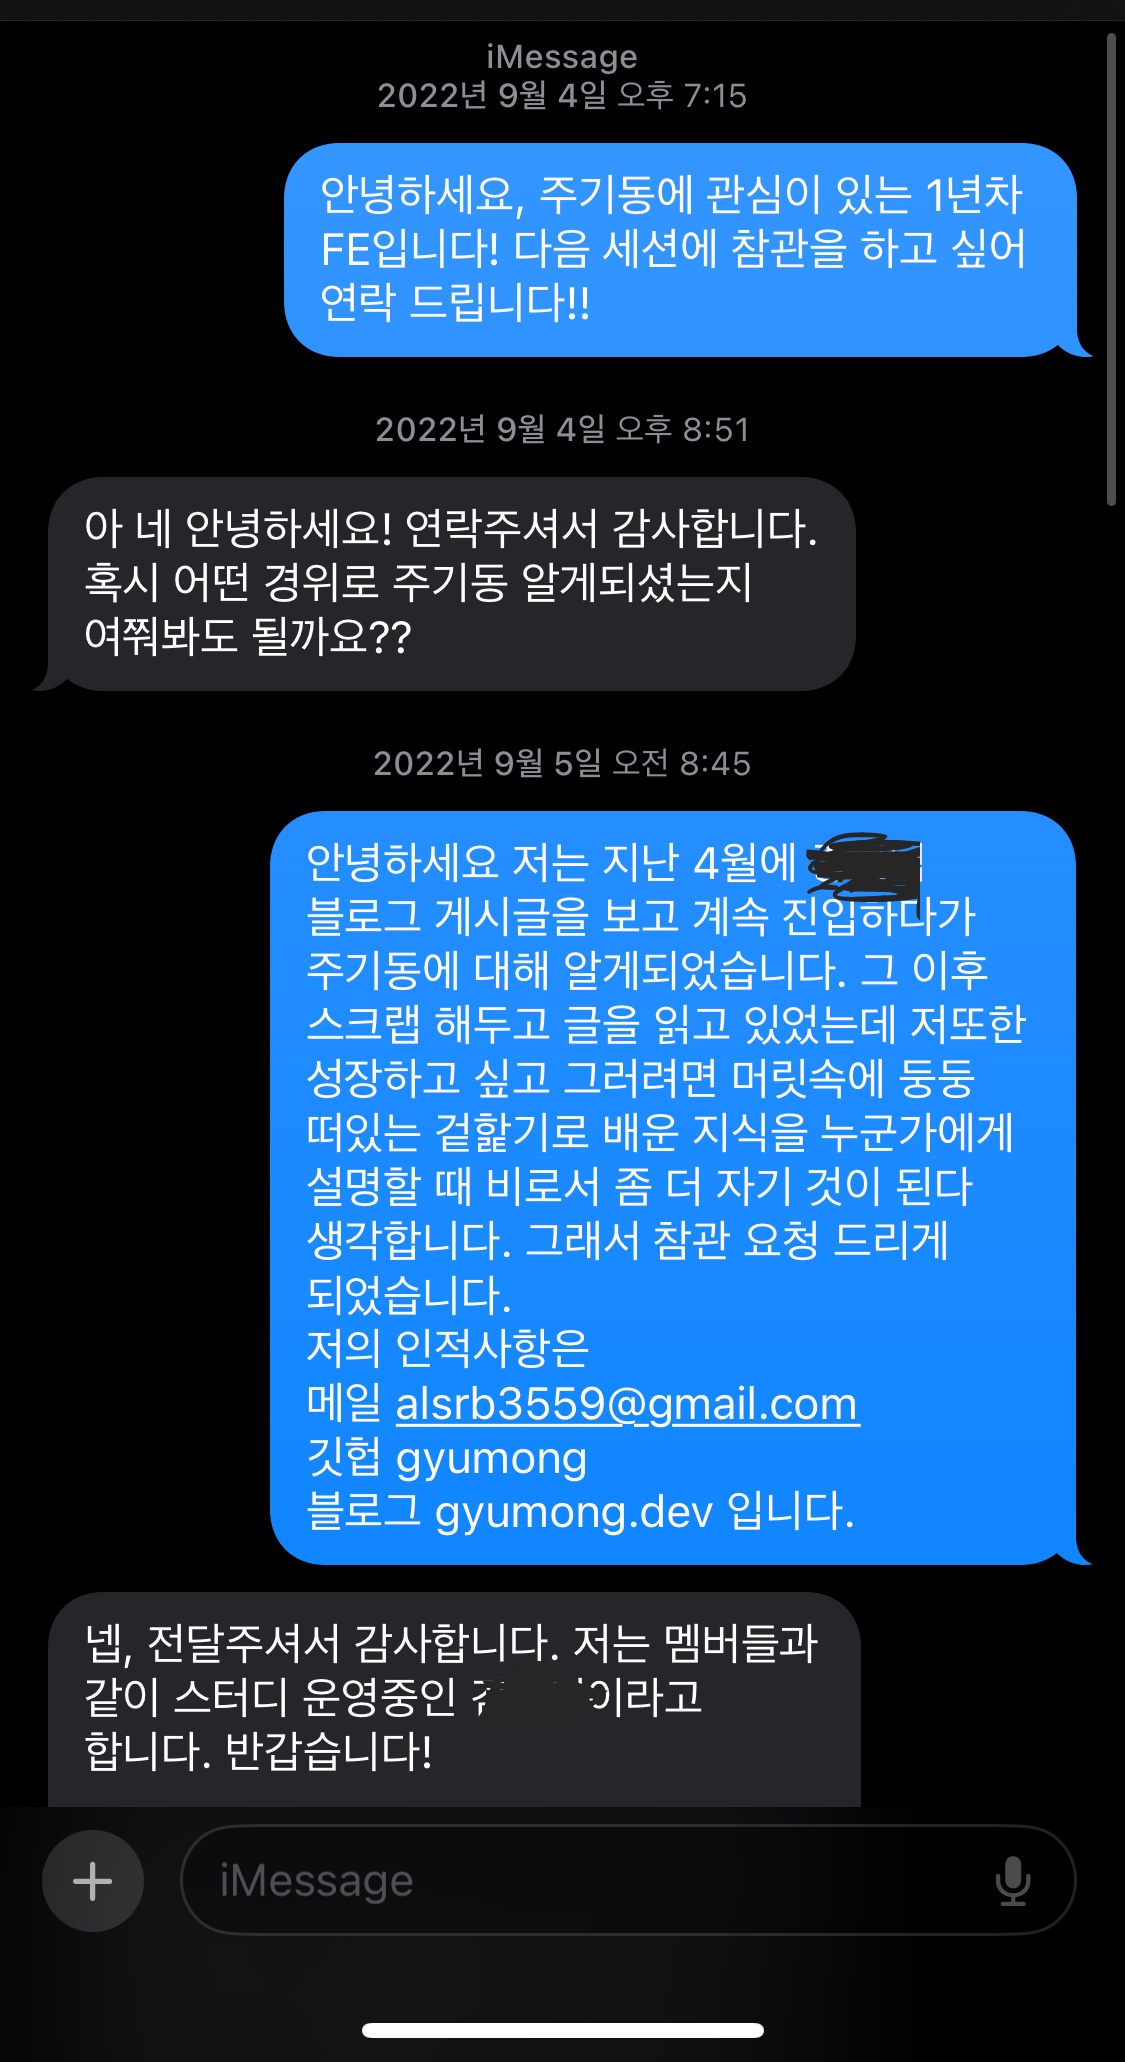 iMessage
2022년 9월 4일 오후 7:15
안녕하세요, 주기동에 관심이 있는 1년차
FE입니다! 다음 세션에 참관을 하고 싶어
연락 드립니다!!
2022년 9월 4일 오후 8:51
아 네 안녕하세요! 연락주셔서 감사합니다.
혹시 어떤 경위로 주기동 알게되셨는지
여쭤봐도 될까요??
2022년 9월 5일 오전 8:45
안녕하세요 저는 지난 4월에
블로그 게시글을 보고 계속 진입하다가
주기동에 대해 알게되었습니다. 그 이후
스크랩 해두고 글을 읽고 있었는데 저또한
성장하고 싶고 그러려면 머릿속에 둥둥
떠있는 겉핥기로 배운 지식을 누군가에게
설명할 때 비로서 좀 더 자기 것이 된다
생각합니다. 그래서 참관 요청 드리게
되었습니다.
저의 인적사항은
메일 alsrb3559@gmail.com
깃헙 gyumong
블로그 gyumong.dev 입니다.
넵, 전달주셔서 감사합니다. 저는 멤버들과
같이 스터디 운영중인 이라고
합니다. 반갑습니다!
iMessage